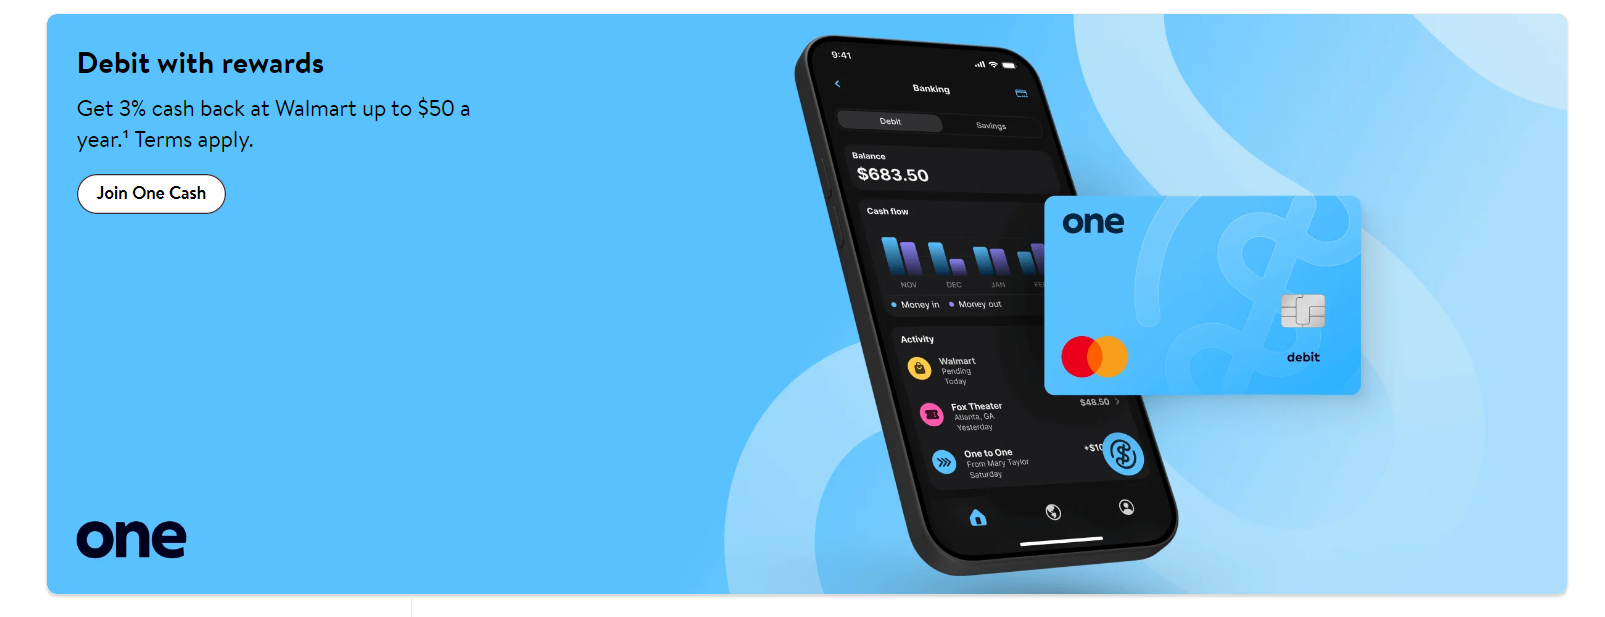 Debit with rewards
Get 3% cash back at Walmart up to $50 a
year.¹ Terms apply.
Join One Cash
one
9:41
Banking
Debit
Savings
Balance
$683.50
Cash flow
NOV DEC JAN
Money in Money out
Activity
Walmart
Pending
Today
Fox Theater
Atlanta, GA
Yesterday
$48.50
One to One
From Mary Taylor
Saturday
one
debit